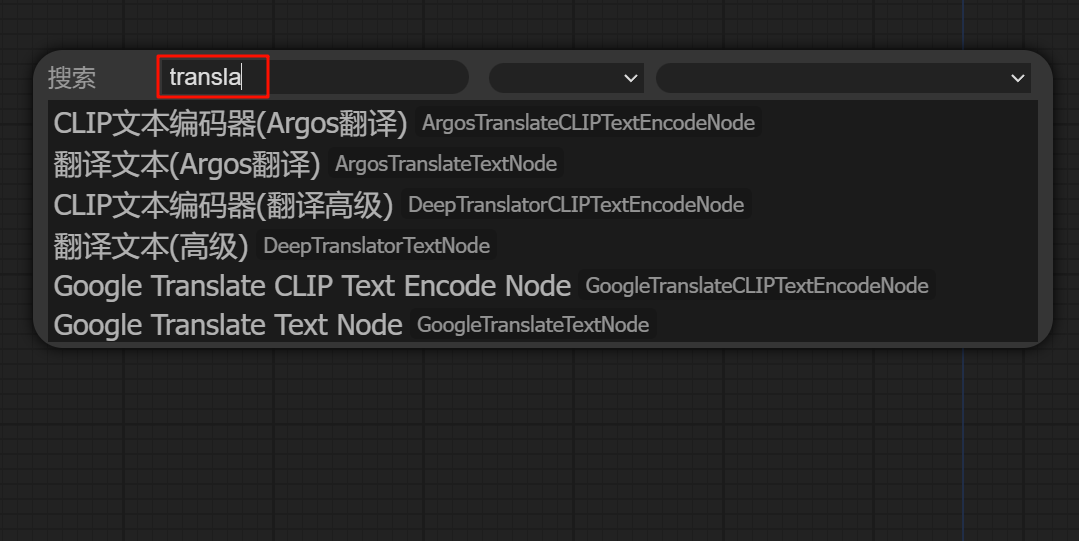 搜索 transla
CLIP文本编码器(Argos翻译) ArgosTranslateCLIPTextEncodeNode
翻译文本(Argos翻译) ArgosTranslateTextNode
CLIP文本编码器(翻译高级) DeepTranslatorCLIPTextEncodeNode
翻译文本(高级) DeepTranslatorTextNode
Google Translate CLIP Text Encode Node GoogleTranslateCLIPTextEncodeNode
Google Translate Text Node GoogleTranslateTextNode